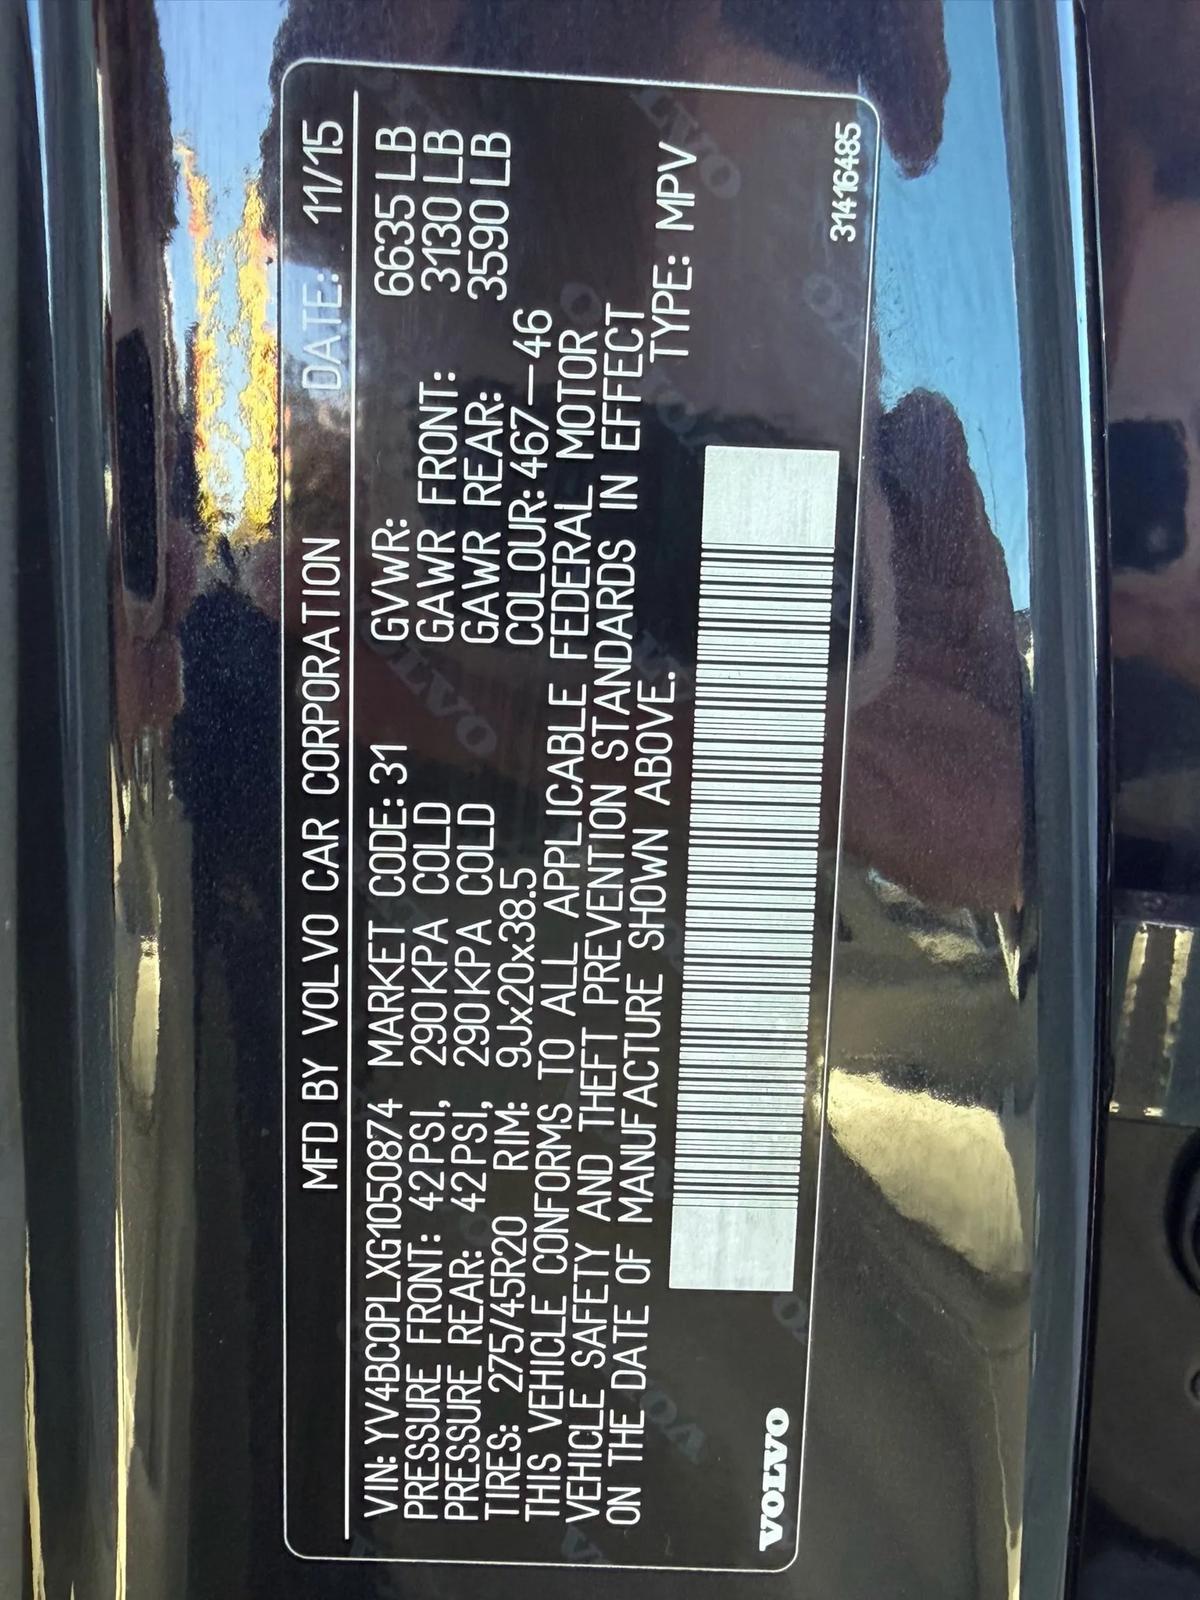 MFD BY VOLVO CAR CORPORATION DATE: 11/15
VIN: YV4BC0PLXG1050874 MARKET CODE: 31 GVWR: 6635 LB
PRESSURE FRONT: 42 PSI, 290 KPA COLD GAWR FRONT: 3130 LB
PRESSURE REAR: 42 PSI, 290 KPA COLD GAWR REAR: 3590 LB
TIRES: 275/45R20 RIM: 9Jx20x38.5 COLOUR: 467—46
THIS VEHICLE CONFORMS TO ALL APPLICABLE FEDERAL MOTOR
VEHICLE SAFETY AND THEFT PREVENTION STANDARDS IN EFFECT
ON THE DATE OF MANUFACTURE SHOWN ABOVE. TYPE: MPV
VOLVO 31416485